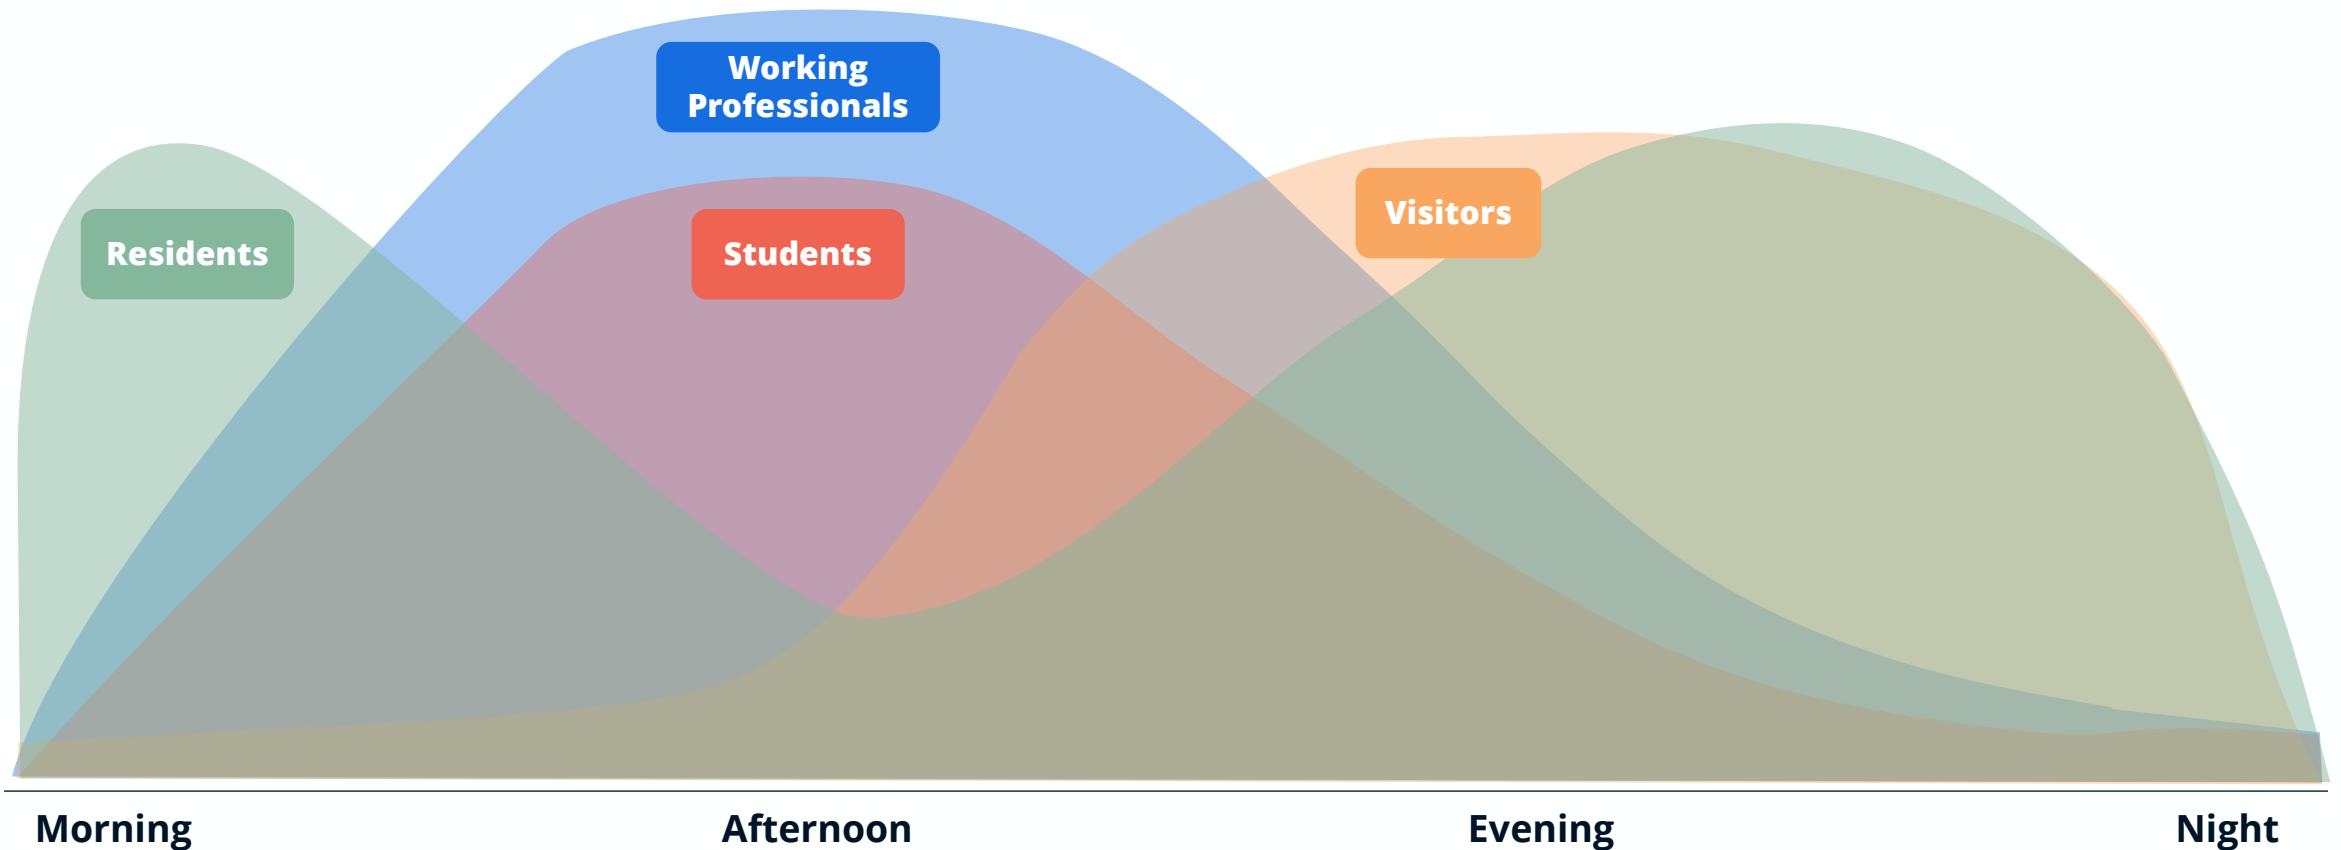 Working
Professionals
Residents
Students
Visitors
Morning
Afternoon
Evening
Night